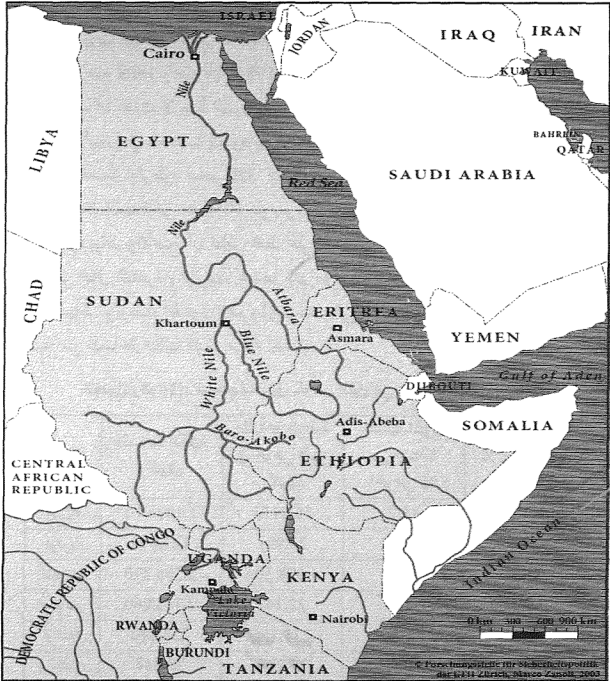 ISRAEL
JORDAN
IRAQ
IRAN
Cairo
KUWAIT
Nile
LIBYA
EGYPT
BAHREIN
QATAR
SAUDI ARABIA
Red Sea
Nile
CHAD
SUDAN
Atbara
ERITREA
Khartoum
Asmara
YEMEN
Blue Nile
White Nile
Gulf of Aden
DJIBOUTI
Adis-Abeba
SOMALIA
Baro-Akobo
ETHIOPIA
CENTRAL
AFRICAN
REPUBLIC
Indian Ocean
DEMOCRATIC REPUBLIC OF CONGO
UGANDA
KENYA
Kampala
Lake
Victoria
Nairobi
0 km 300 600 900 km
RWANDA
BURUNDI
TANZANIA
© Forschungsstelle für Sicherheitspolitik
der ETH Zürich, Marco Zanoli, 2003